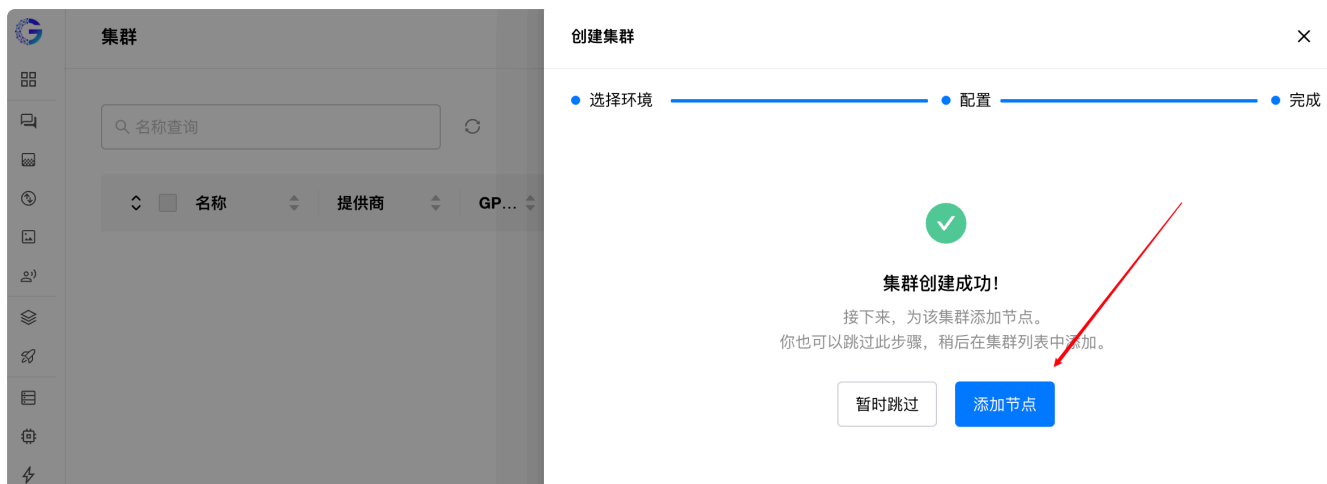 集群
创建集群
选择环境
配置
完成
名称查询
名称
提供商
GP...
集群创建成功！
接下来，为该集群添加节点。
你也可以跳过此步骤，稍后在集群列表中添加。
暂时跳过
添加节点